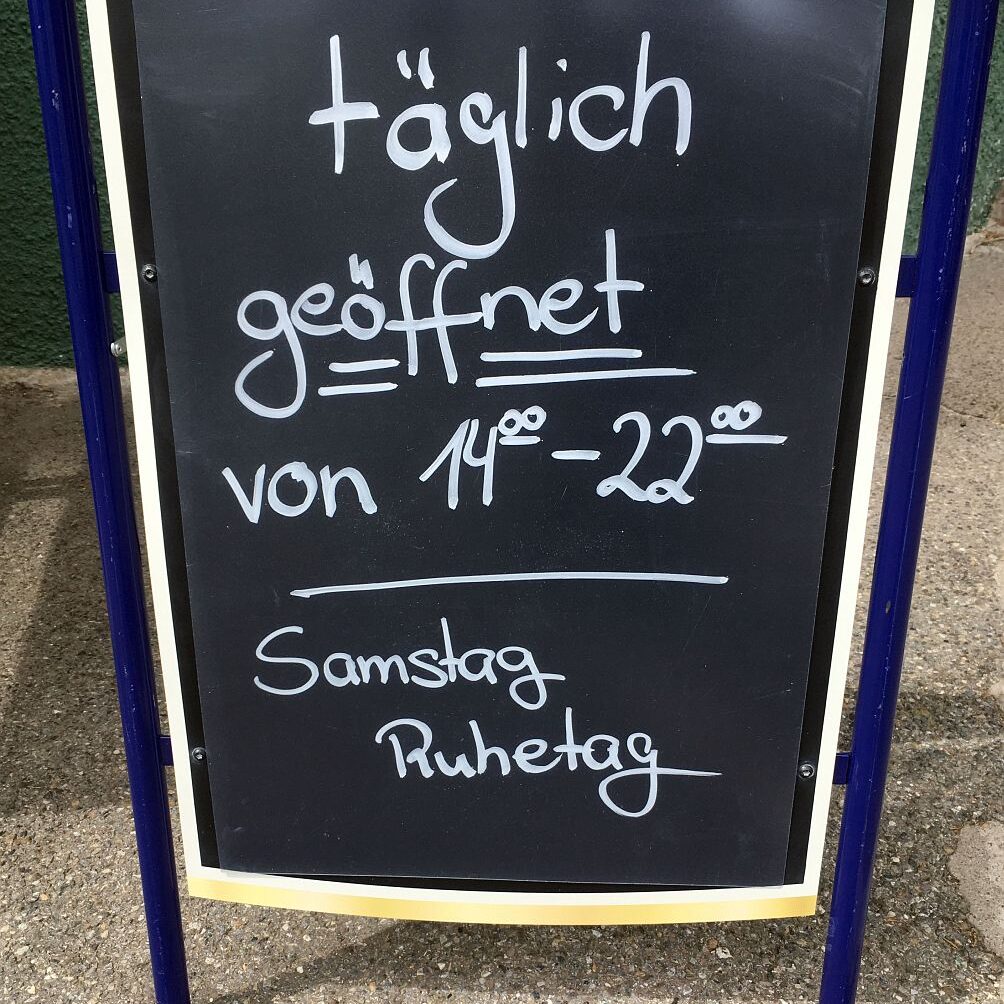 täglich
geöffnet
von 14⁰⁰ – 22⁰⁰
Samstag
Ruhetag